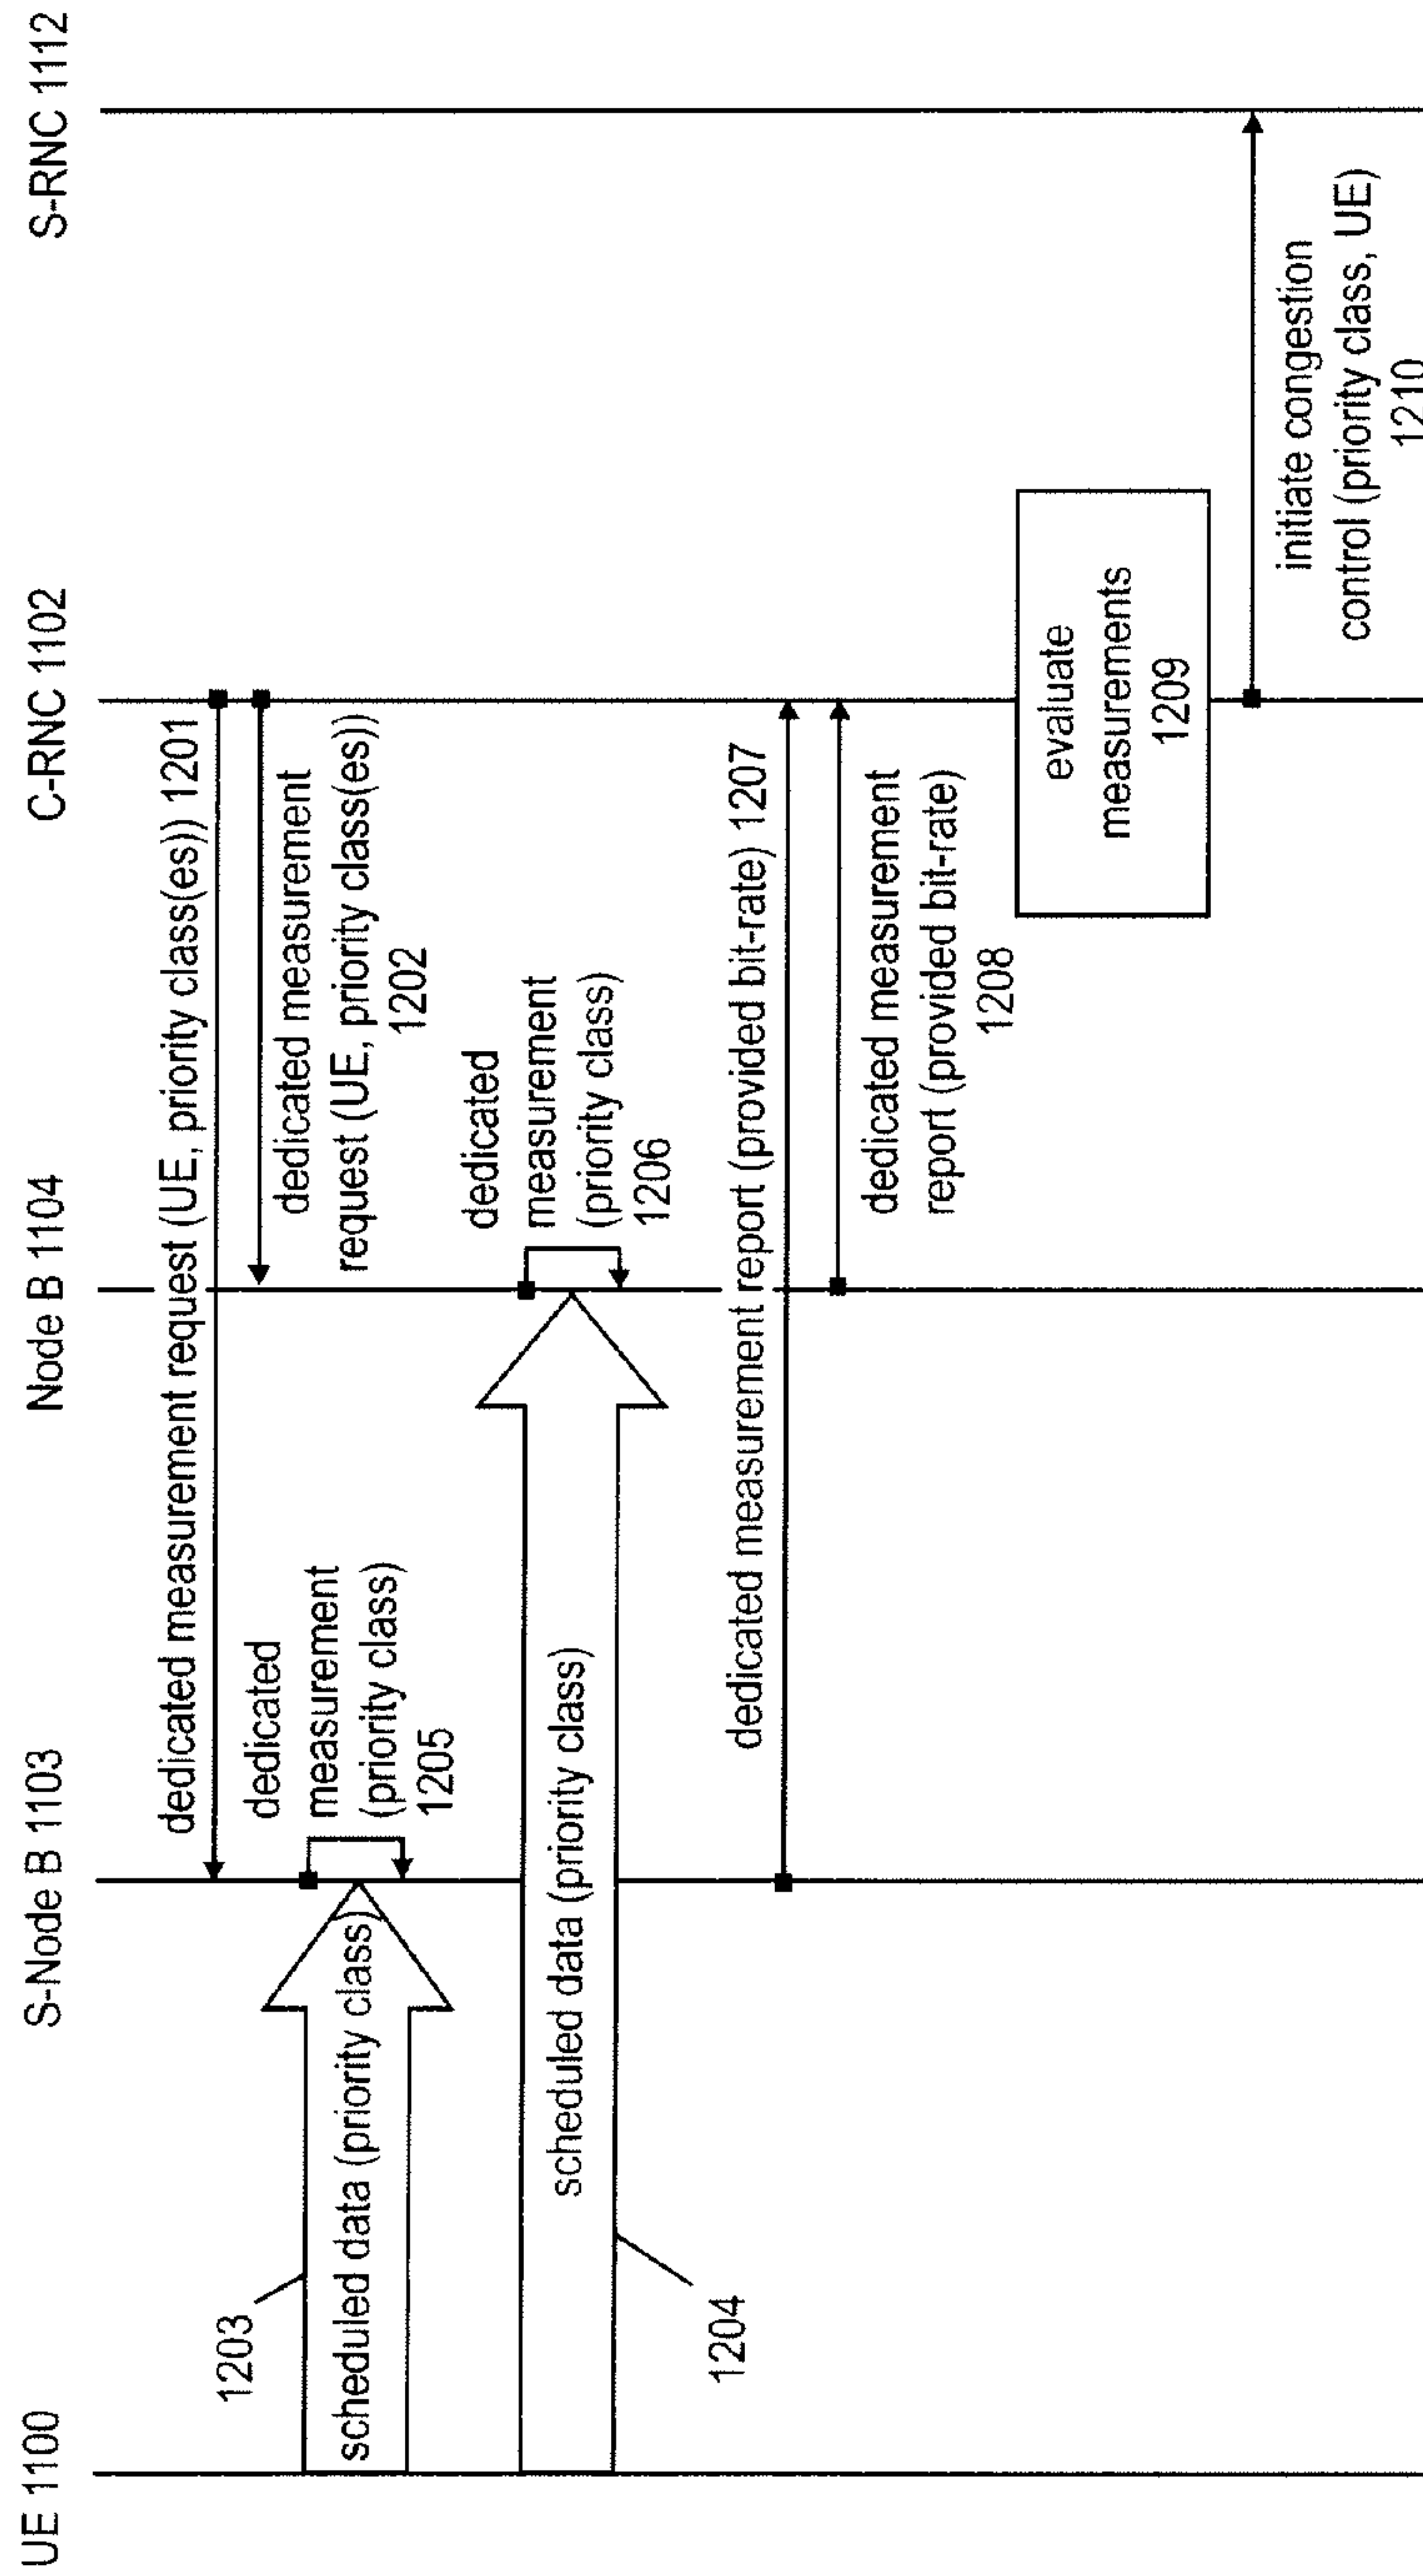 UE 1100
S-Node B 1103
Node B 1104
C-RNC 1102
S-RNC 1112
dedicated measurement request (UE, priority class(es)) 1201
dedicated measurement
request (UE, priority class(es))
1202
1203
scheduled data (priority class)
dedicated
measurement
(priority class)
1205
scheduled data (priority class)
1204
dedicated
measurement
(priority class)
1206
dedicated measurement report (provided bit-rate) 1207
dedicated measurement
report (provided bit-rate)
1208
evaluate
measurements
1209
initiate congestion
control (priority class, UE)
1210